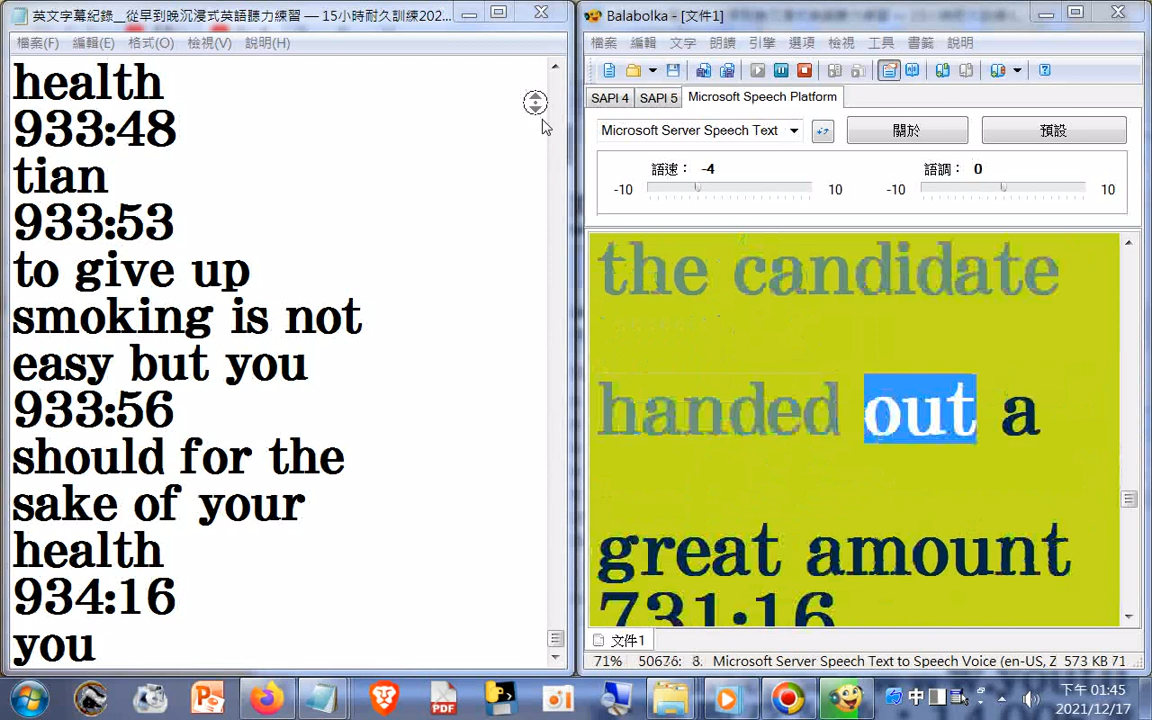 英文字幕紀錄__從早到晚沉浸式英語聽力練習 — 15小時耐久訓練202...
檔案(F) 編輯(E) 格式(O) 檢視(V) 說明(H)
health
933:48
tian
933:53
to give up
smoking is not
easy but you
933:56
should for the
sake of your
health
934:16
you
Balabolka - [文件1]
檔案 編輯 文字 朗讀 引擎 選項 檢視 工具 書籤 說明
SAPI 4 SAPI 5 Microsoft Speech Platform
Microsoft Server Speech Text 關於 預設
語速： -4 語調： 0
-10 10 -10 10
the candidate
handed out a
great amount
731:16
文件1
71% 50676: 8. Microsoft Server Speech Text to Speech Voice (en-US, Z 573 KB 71
PDF 中 下午 01:45
2021/12/17